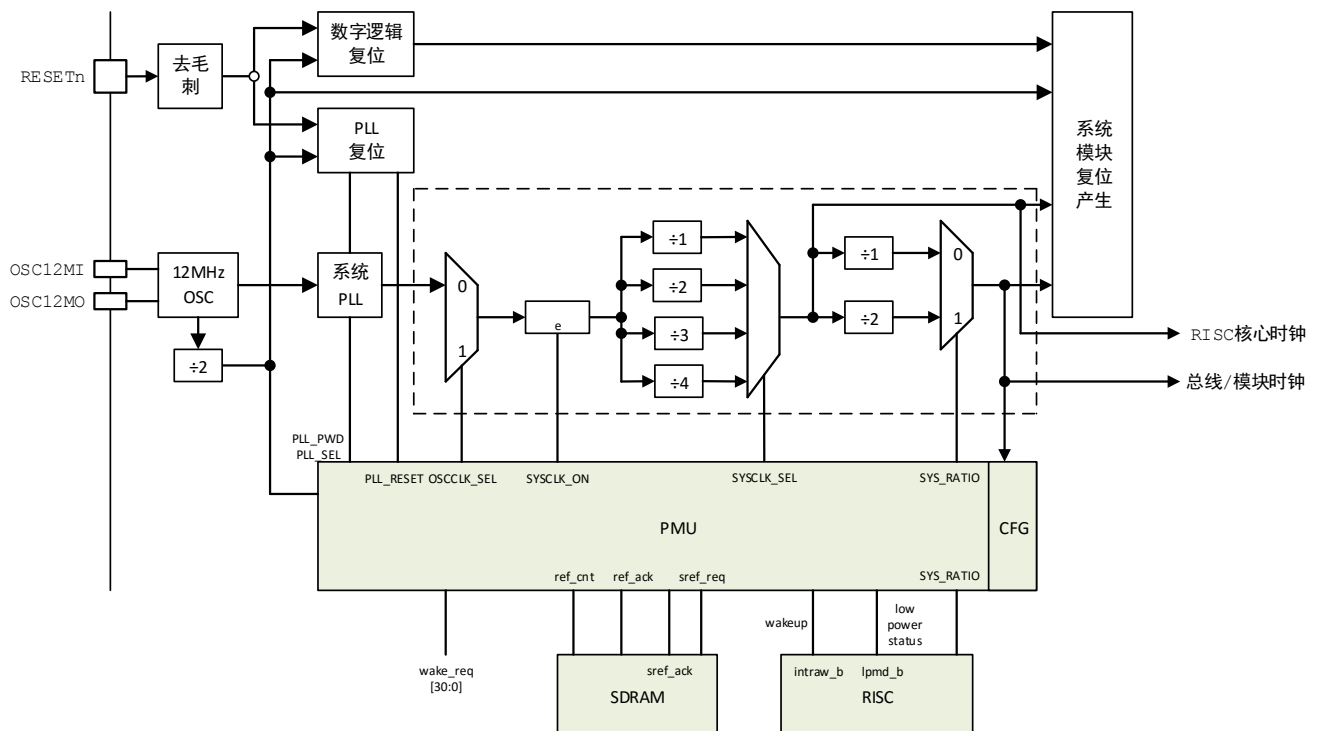 数字逻辑
复位
RESETn
去毛
刺
PLL
复位
系统
模块
复位
产生
OSC12MI
OSC12MO
12MHz
OSC
系统
PLL
÷2
0
1
e
÷1
÷2
÷3
÷4
÷1
÷2
0
1
RISC核心时钟
总线/模块时钟
PLL_PWD
PLL_SEL
PLL_RESET
OSCCLK_SEL
SYSCLK_ON
SYSCLK_SEL
SYS_RATIO
PMU
CFG
ref_cnt
ref_ack
sref_req
SYS_RATIO
wakeup
low
power
status
wake_req
[30:0]
sref_ack
SDRAM
intraw_b
lpmd_b
RISC